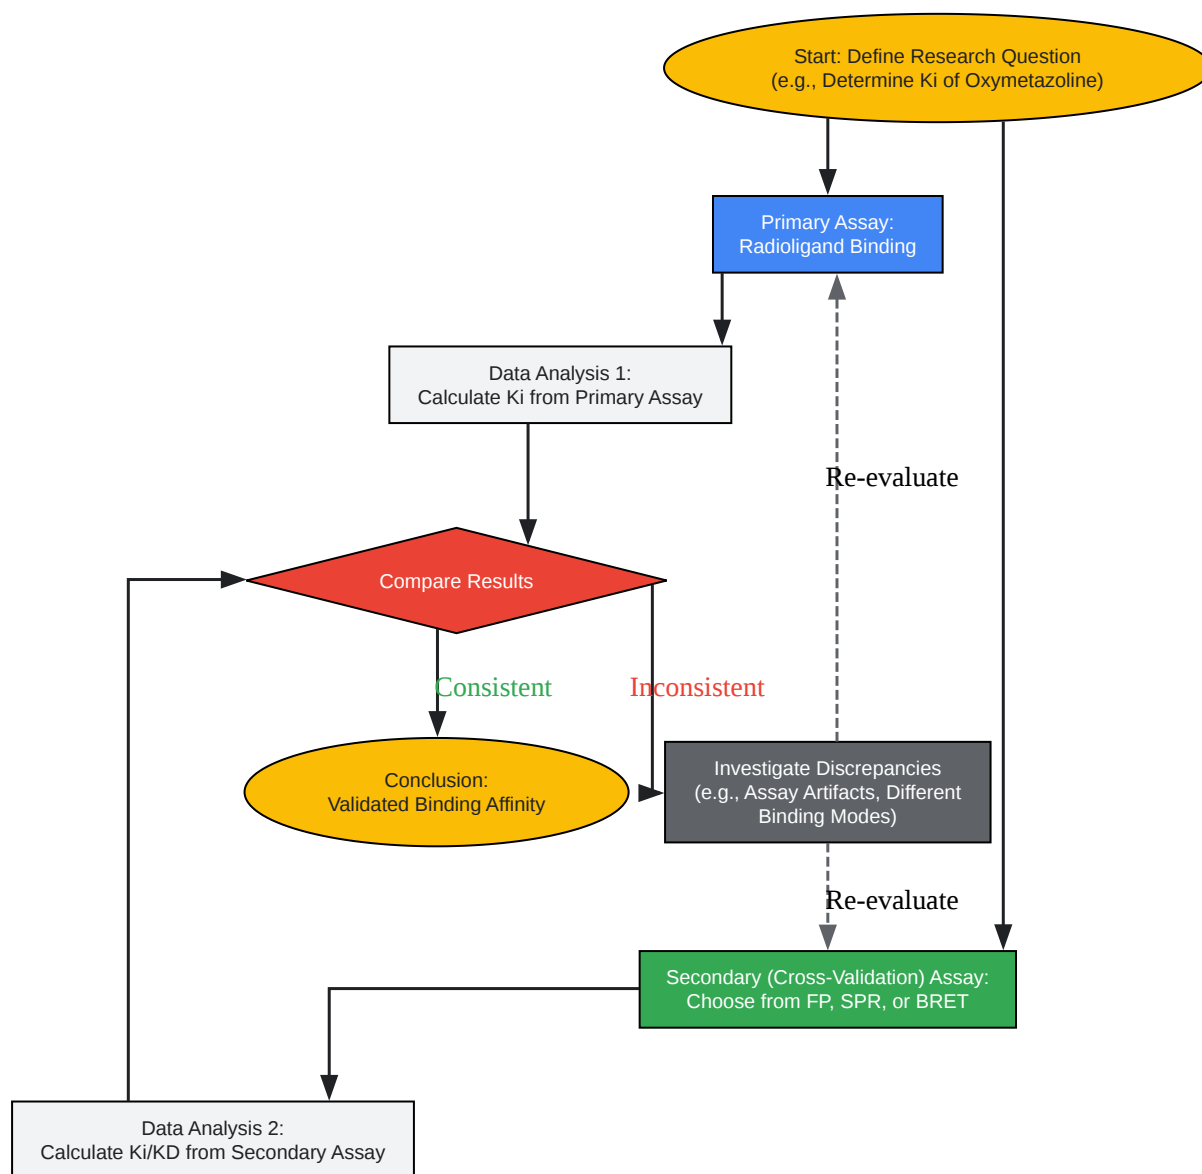 Start: Define Research Question
(e.g., Determine Ki of Oxymetazoline)
Primary Assay:
Radioligand Binding
Data Analysis 1:
Calculate Ki from Primary Assay
Re-evaluate
Compare Results
Consistent
Inconsistent
Conclusion:
Validated Binding Affinity
Investigate Discrepancies
(e.g., Assay Artifacts, Different
Binding Modes)
Re-evaluate
Secondary (Cross-Validation) Assay:
Choose from FP, SPR, or BRET
Data Analysis 2:
Calculate Ki/KD from Secondary Assay